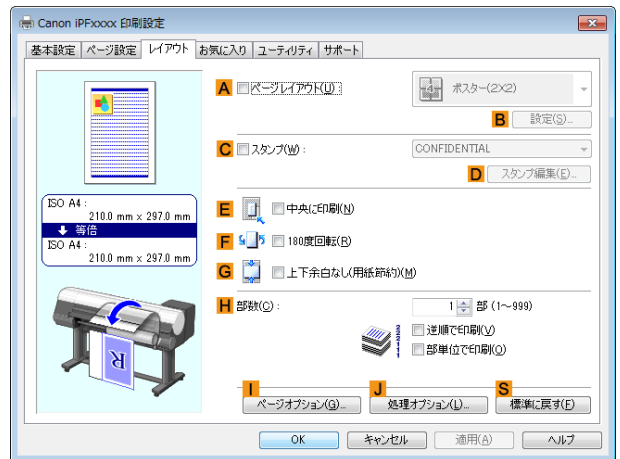 Canon iPFxxxx 印刷設定
基本設定 ページ設定 レイアウト お気に入り ユーティリティ サポート
A ページレイアウト(U) : ポスター(2×2)
B 設定(S)...
C スタンプ(W) : CONFIDENTIAL
D スタンプ編集(E)...
ISO A4 :
210.0 mm x 297.0 mm
等倍
ISO A4 :
210.0 mm x 297.0 mm
E 中央に印刷(N)
F 180度回転(R)
G 上下余白なし(用紙節約)(M)
H 部数(C) : 1 部 (1～999)
逆順で印刷(V)
部単位で印刷(O)
I ページオプション(G)...
J 処理オプション(L)...
S 標準に戻す(F)
OK キャンセル 適用(A) ヘルプ